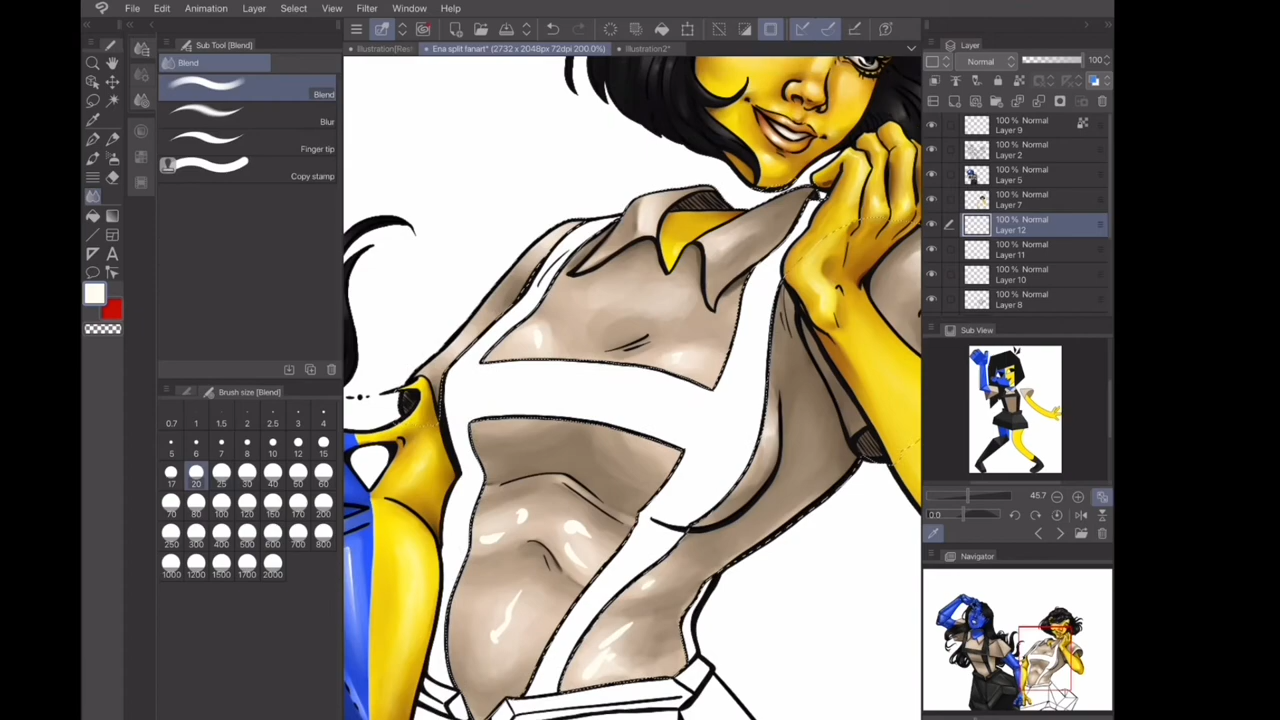 File Edit Animation Layer Select View Filter Window Help
Sub Tool [Blend]
Blend
Blend
Blur
Finger tip
Copy stamp
Brush size [Blend]
0.7 1 1.5 2 2.5 3 4
5 6 7 8 10 12 15
17 20 25 30 40 50 60
70 80 100 120 150 170 200
250 300 400 500 600 700 800
1000 1200 1500 1700 2000
Illustration[Res
Ena split fanart* (2732 x 2048px 72dpi 200.0%)
Illustration2*
Layer
Normal 100
100 % Normal
Layer 9
100 % Normal
Layer 2
100 % Normal
Layer 5
100 % Normal
Layer 7
100 % Normal
Layer 12
100 % Normal
Layer 11
100 % Normal
Layer 10
100 % Normal
Layer 8
Sub View
45.7
0.0
Navigator